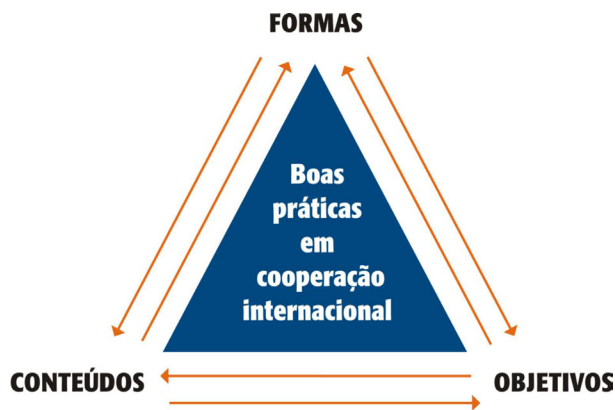 FORMAS
Boas
práticas
em
cooperação
internacional
CONTEÚDOS
OBJETIVOS